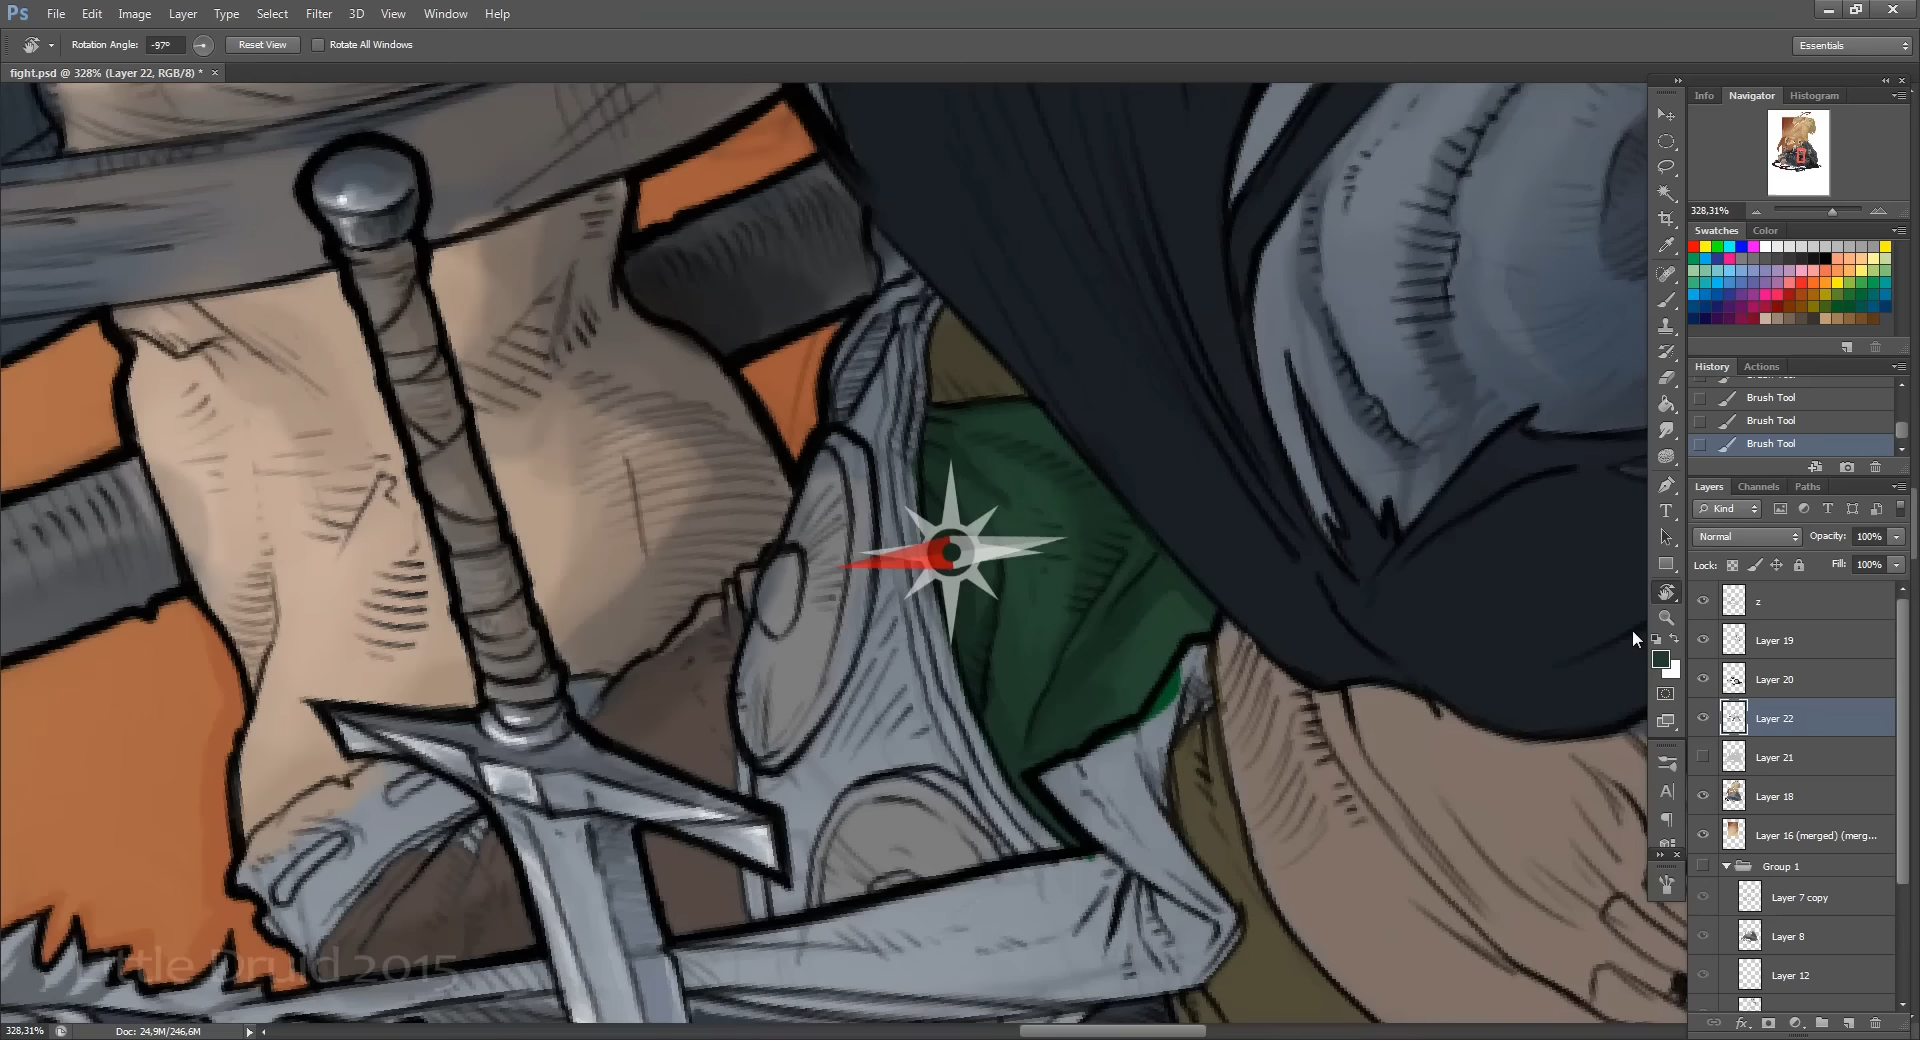 Ps File Edit Image Layer Type Select Filter 3D View Window Help
Rotation Angle: -97º Reset View Rotate All Windows Essentials
fight.psd @ 328% (Layer 22, RGB/8) * ×
Info Navigator Histogram
328,31%
Swatches Color
History Actions
Brush Tool
Brush Tool
Brush Tool
Layers Channels Paths
Kind
Normal Opacity: 100%
Lock: Fill: 100%
z
Layer 19
Layer 20
Layer 22
Layer 21
Layer 18
Layer 16 (merged) (merg...
Group 1
Layer 7 copy
Layer 8
Layer 12
Little Druid 2015
328,31% Doc: 24,9M/246,6M